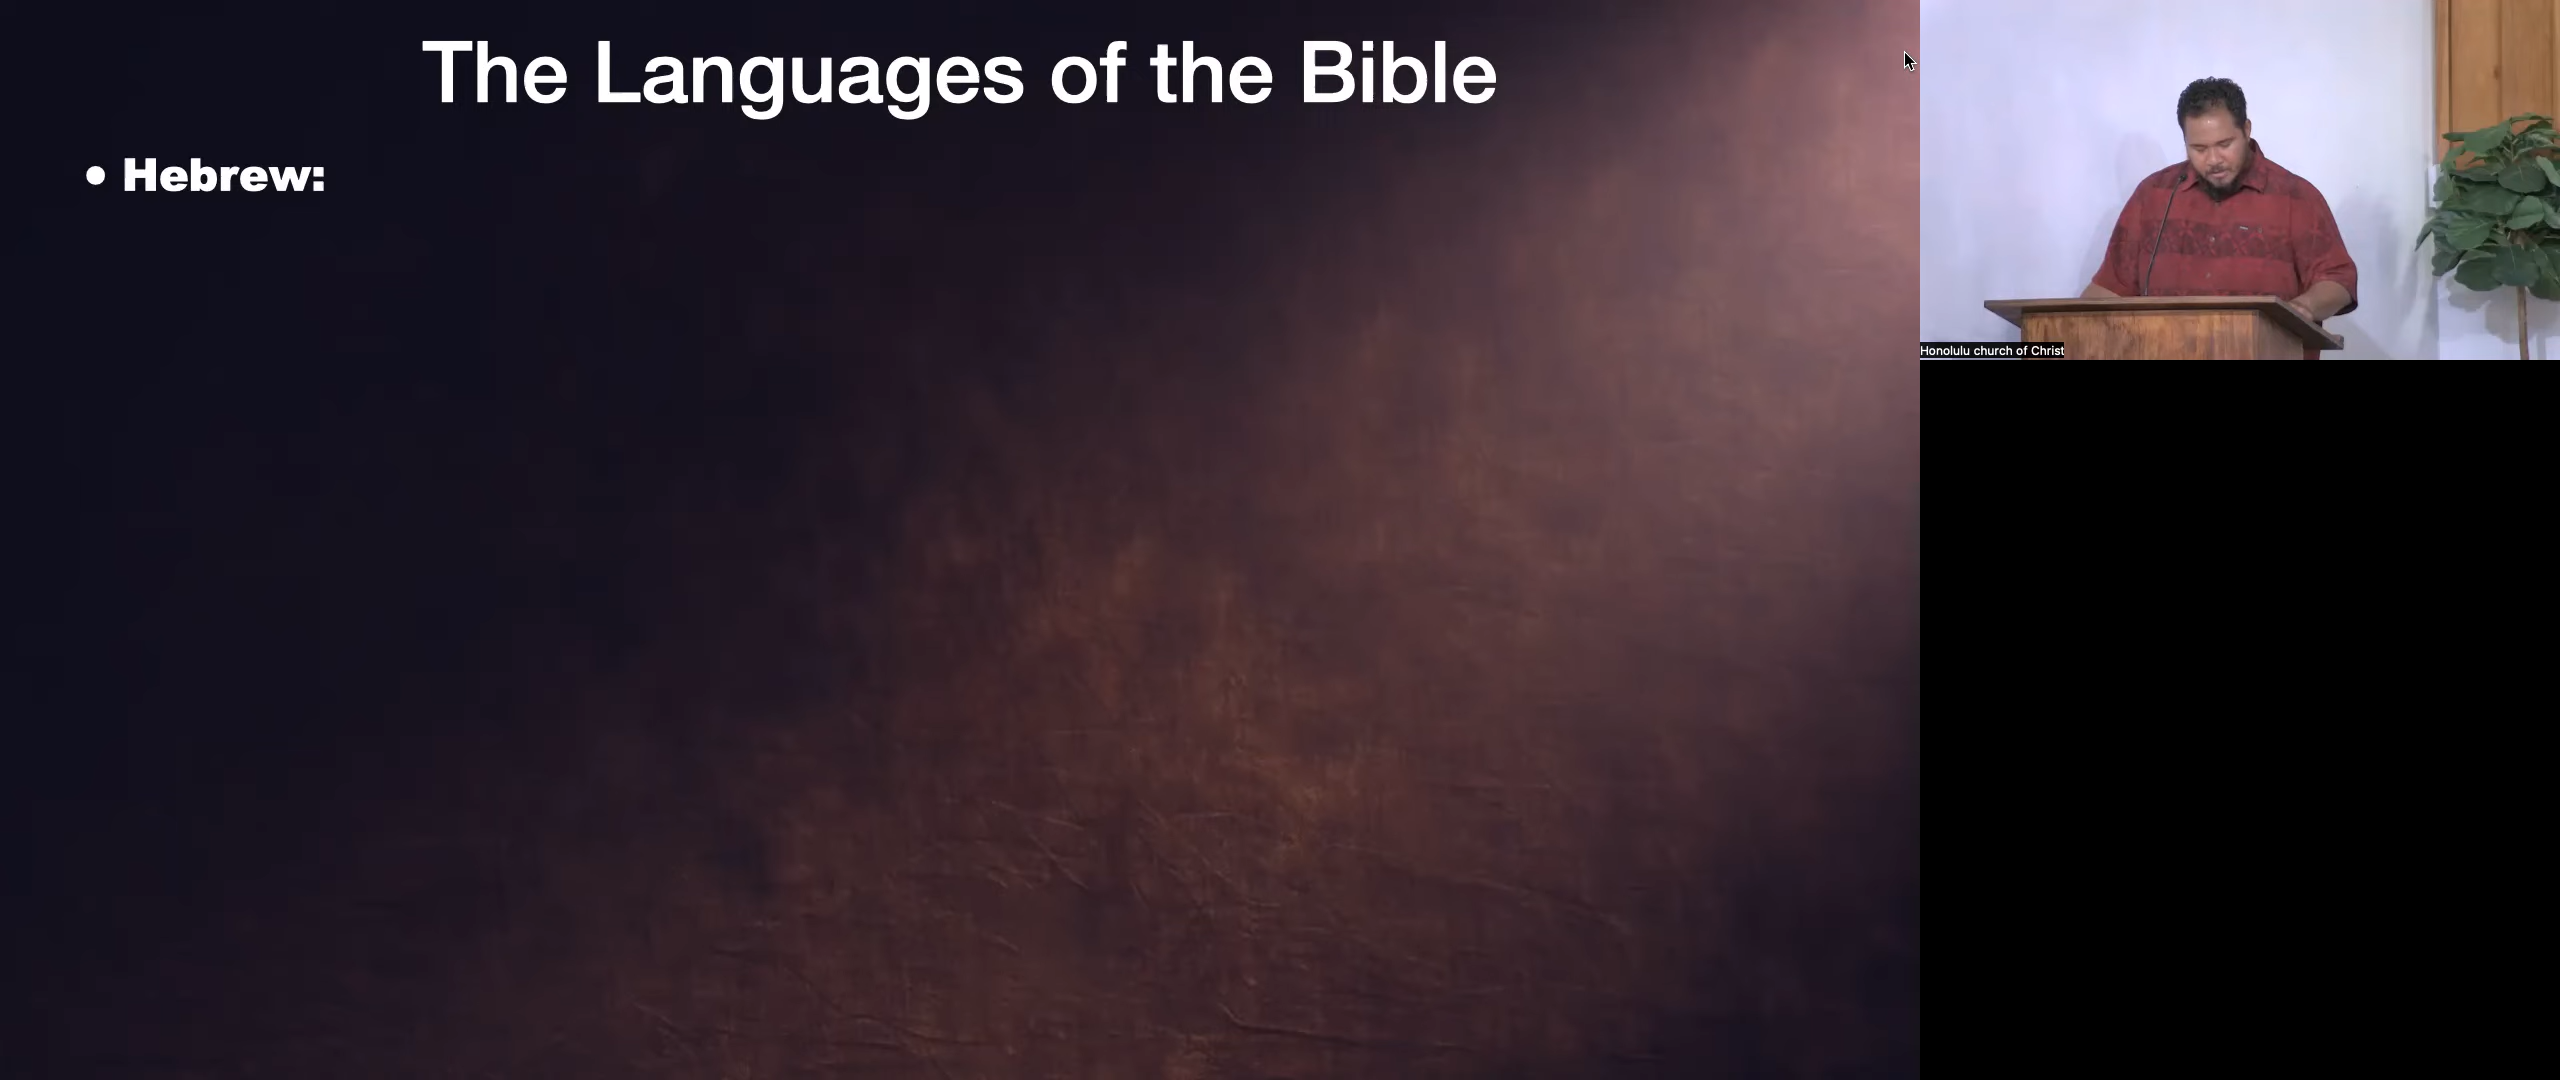 The Languages of the Bible
• Hebrew:
Honolulu church of Christ